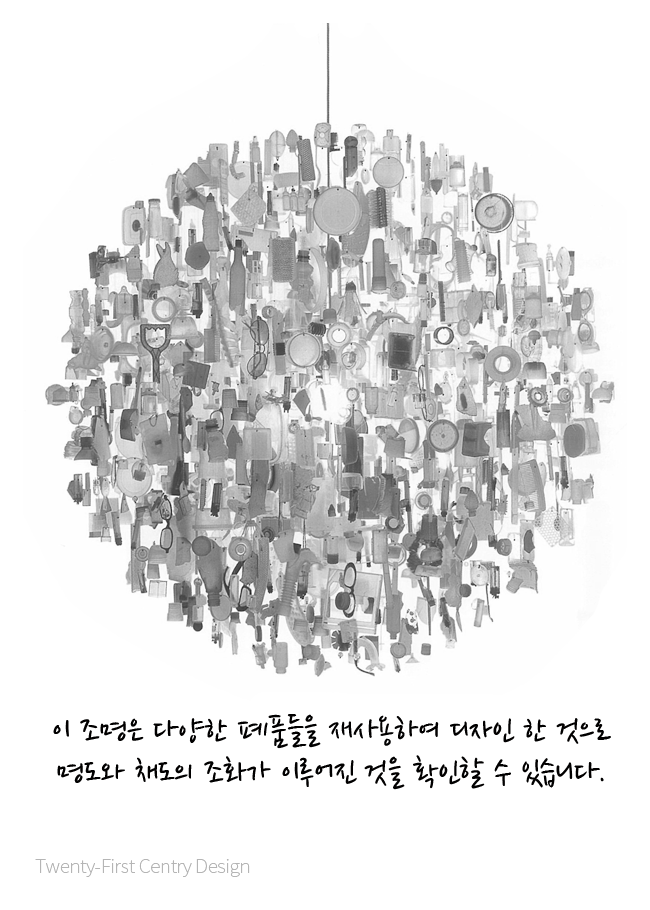 이 조명은 다양한 폐품들을 재사용하여 디자인 한 것으로
명도와 채도의 조화가 이루어진 것을 확인할 수 있습니다.
Twenty-First Centry Design